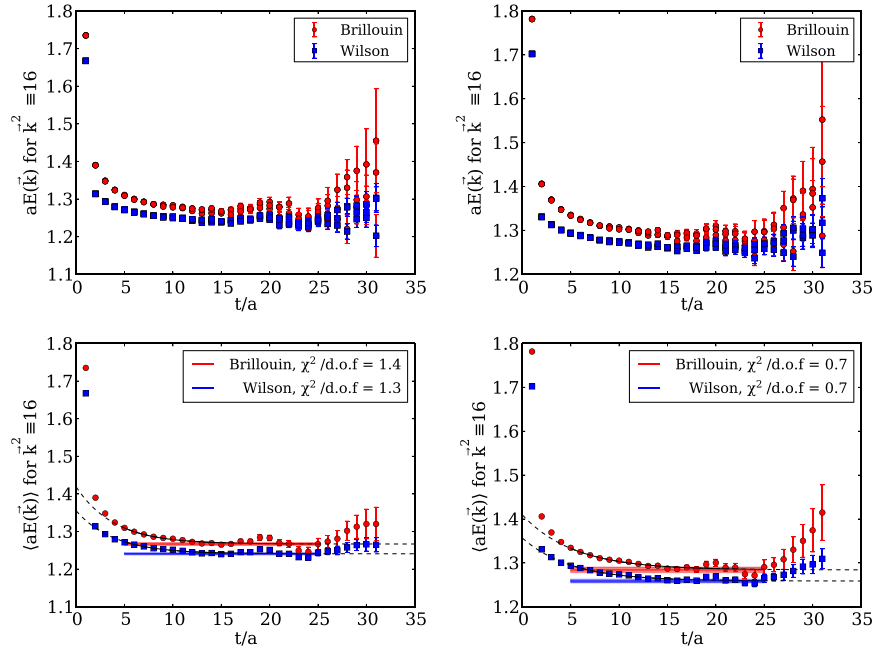 1.8
1.7
1.6
1.5
1.4
1.3
1.2
1.1
0 5 10 15 20 25 30 35
t/a
aE(k⃗) for k⃗² ≡16
Brillouin
Wilson
1.8
1.7
1.6
1.5
1.4
1.3
1.2
0 5 10 15 20 25 30 35
t/a
aE(k⃗) for k⃗² ≡16
Brillouin
Wilson
1.8
1.7
1.6
1.5
1.4
1.3
1.2
1.1
0 5 10 15 20 25 30 35
t/a
⟨aE(k⃗)⟩ for k⃗² ≡16
Brillouin, χ² /d.o.f = 1.4
Wilson, χ² /d.o.f = 1.3
1.8
1.7
1.6
1.5
1.4
1.3
1.2
0 5 10 15 20 25 30 35
t/a
⟨aE(k⃗)⟩ for k⃗² ≡16
Brillouin, χ² /d.o.f = 0.7
Wilson, χ² /d.o.f = 0.7